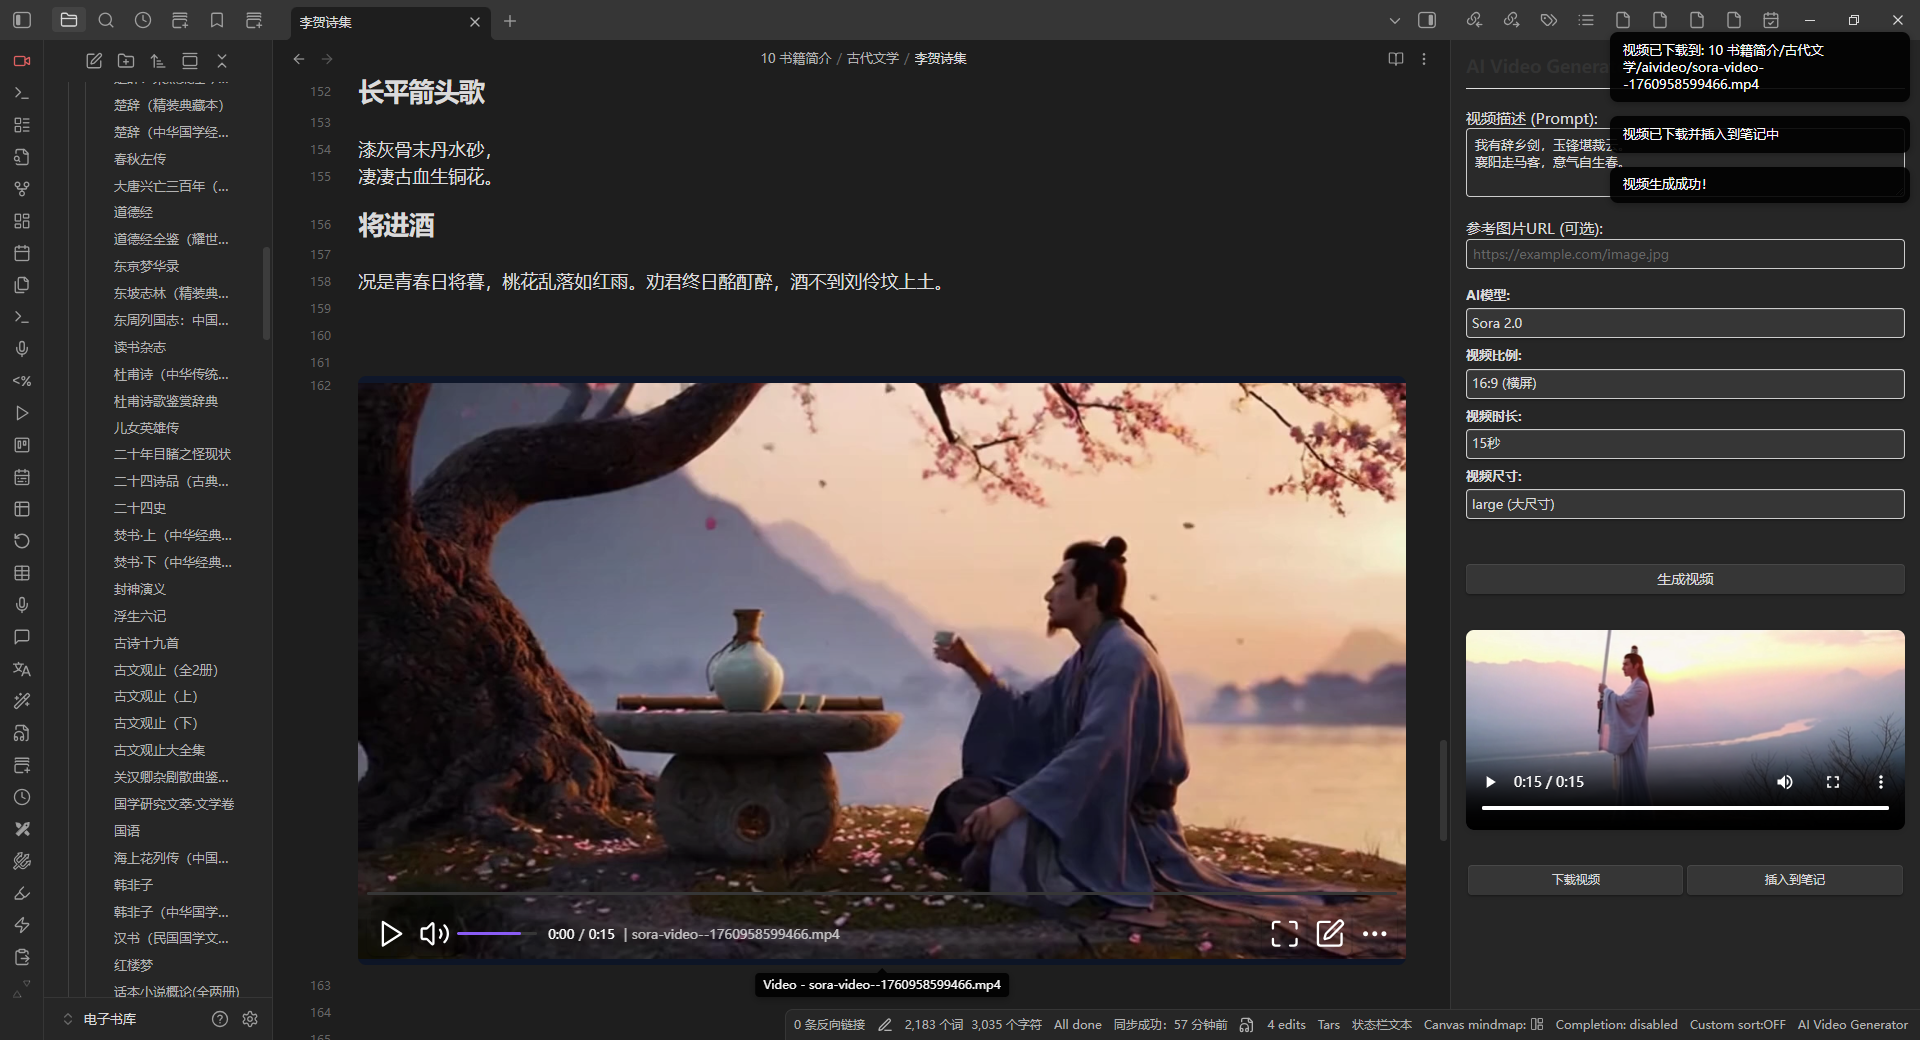 李贺诗集
楚辞（精装典藏本）
楚辞（中华国学经...
春秋左传
大唐兴亡三百年（...
道德经
道德经全鉴（耀世...
东京梦华录
东坡志林（精装典...
东周列国志：中国...
读书杂志
杜甫诗（中华传统...
杜甫诗歌鉴赏辞典
儿女英雄传
二十年目睹之怪现状
二十四诗品（古典...
二十四史
焚书·上（中华经典...
焚书·下（中华经典...
封神演义
浮生六记
古诗十九首
古文观止（全2册）
古文观止（上）
古文观止（下）
古文观止大全集
关汉卿杂剧散曲鉴...
国学研究文萃·文学卷
国语
海上花列传（中国...
韩非子
韩非子（中华国学...
汉书（民国国学文...
红楼梦
话本小说概论(全两册)
电子书库
10 书籍简介 / 古代文学 / 李贺诗集
152 长平箭头歌
153
154 漆灰骨末丹水砂，
155 凄凄古血生铜花。
156 将进酒
157
158 况是青春日将暮，桃花乱落如红雨。劝君终日酩酊醉，酒不到刘伶坟上土。
159
160
161
162
0:00 / 0:15 | sora-video--1760958599466.mp4
Video - sora-video--1760958599466.mp4
163
164
165
AI Video Genera
视频已下载到: 10 书籍简介/古代文
学/aivideo/sora-video-
-1760958599466.mp4
视频已下载并插入到笔记中
视频生成成功!
视频描述 (Prompt):
我有辞乡剑，玉锋堪裁云
襄阳走马客，意气自生春。
参考图片URL (可选):
https://example.com/image.jpg
AI模型:
Sora 2.0
视频比例:
16:9 (横屏)
视频时长:
15秒
视频尺寸:
large (大尺寸)
生成视频
0:15 / 0:15
下载视频
插入到笔记
0 条反向链接 2,183 个词 3,035 个字符 All done 同步成功：57 分钟前 4 edits Tars 状态栏文本 Canvas mindmap: Completion: disabled Custom sort:OFF AI Video Generator